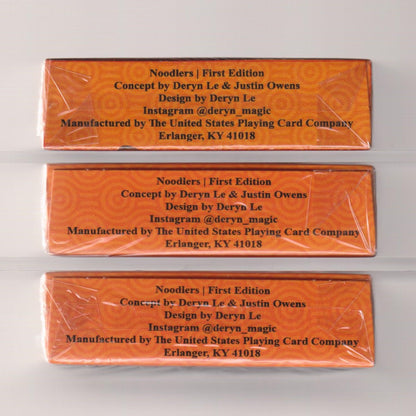 Noodlers | First Edition
Concept by Deryn Le & Justin Owens
Design by Deryn Le
Instagram @deryn_magic
Manufactured by The United States Playing Card Company
Erlanger, KY 41018
Noodlers | First Edition
Concept by Deryn Le & Justin Owens
Design by Deryn Le
Instagram @deryn_magic
Manufactured by The United States Playing Card Company
Erlanger, KY 41018
Noodlers | First Edition
Concept by Deryn Le & Justin Owens
Design by Deryn Le
Instagram @deryn_magic
Manufactured by The United States Playing Card Company
Erlanger, KY 41018